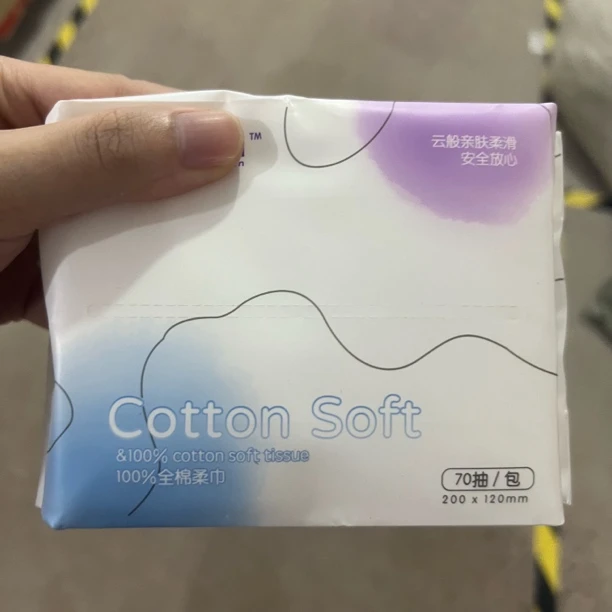 TM
云般亲肤柔滑
安全放心
Cotton Soft
&100% cotton soft tissue
100%全棉柔巾
70抽 / 包
200 x 120mm